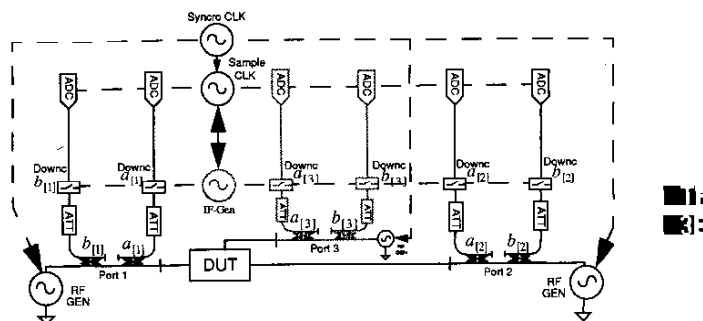 Syncro CLK
Sample
CLK
ADC
ADC
ADC
ADC
ADC
ADC
Downc
b[1]
Downc
a[1]
Downc
a[3]
Downc
b[3]
Downc
a[2]
Downc
b[2]
IF-Gen
ATT
ATT
ATT
ATT
ATT
ATT
b[1]
a[1]
a[3]
b[3]
a[2]
b[2]
Port 1
Port 3
Port 2
DUT
RF
GEN
RF
GEN